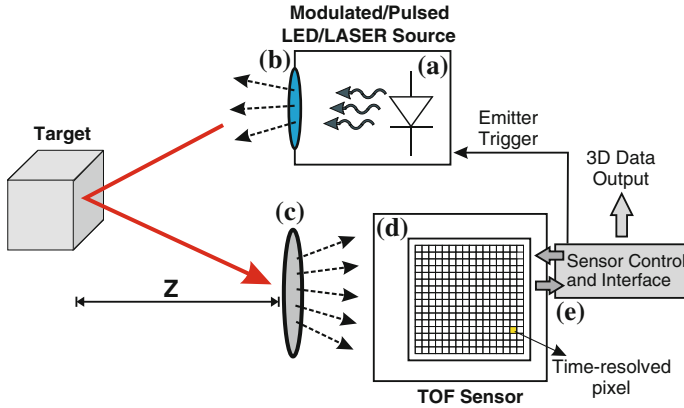 Modulated/Pulsed
LED/LASER Source
(b)
(a)
Target
Emitter
Trigger
3D Data
Output
(c)
(d)
Sensor Control
and Interface
Z
(e)
Time-resolved
pixel
TOF Sensor